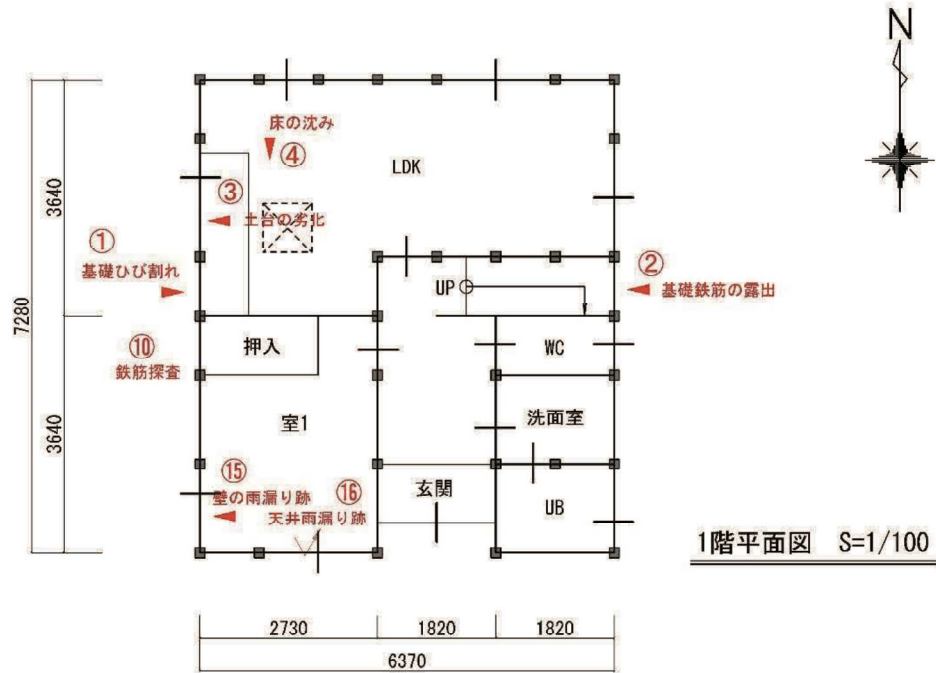 N
床の沈み
④
LDK
③
土台の劣化
3640
①
基礎ひび割れ
②
基礎鉄筋の露出
UP
7280
押入
WC
⑩
鉄筋探査
室1
洗面室
3640
⑮
壁の雨漏り跡
⑯
天井雨漏り跡
玄関
UB
1階平面図 S=1/100
2730
1820
1820
6370